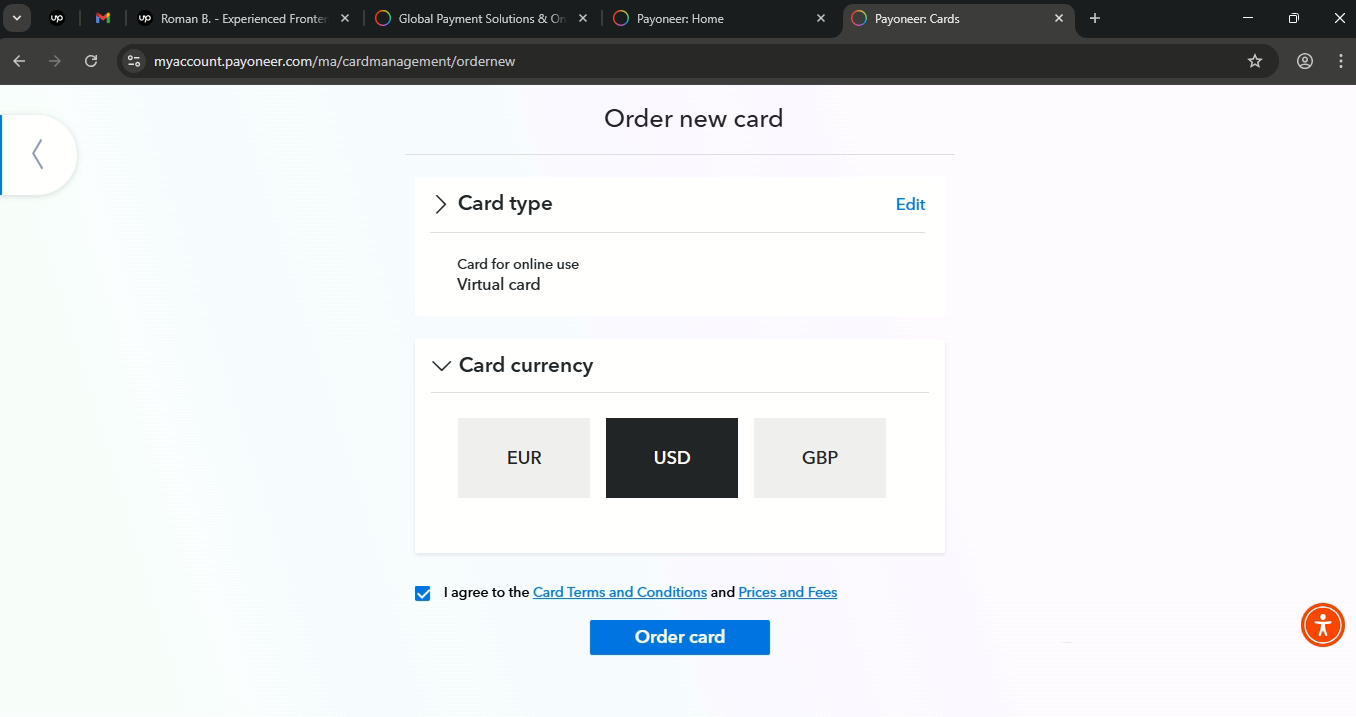 up
up Roman B. - Experienced Fronter
Global Payment Solutions & On
Payoneer: Home
Payoneer: Cards
myaccount.payoneer.com/ma/cardmanagement/ordernew
Order new card
Card type
Edit
Card for online use
Virtual card
Card currency
EUR
USD
GBP
I agree to the Card Terms and Conditions and Prices and Fees
Order card